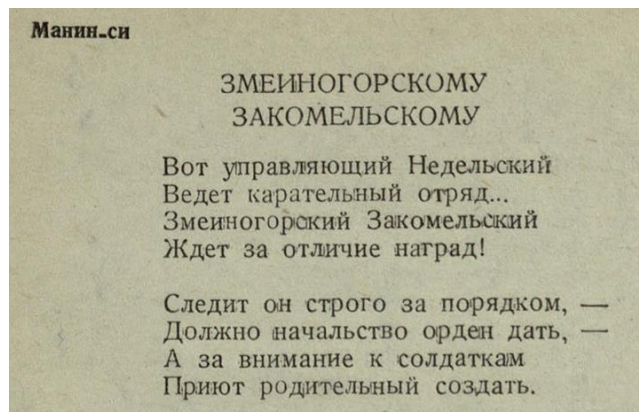 Манин-си
ЗМЕИНОГОРСКОМУ
ЗАКОМЕЛЬСКОМУ
Вот управляющий Недельский
Ведет карательный отряд...
Змеиногорский Закомельский
Ждет за отличие наград!
Следит он строго за порядком, —
Должно начальство орден дать, —
А за внимание к солдаткам
Приют родительный создать.